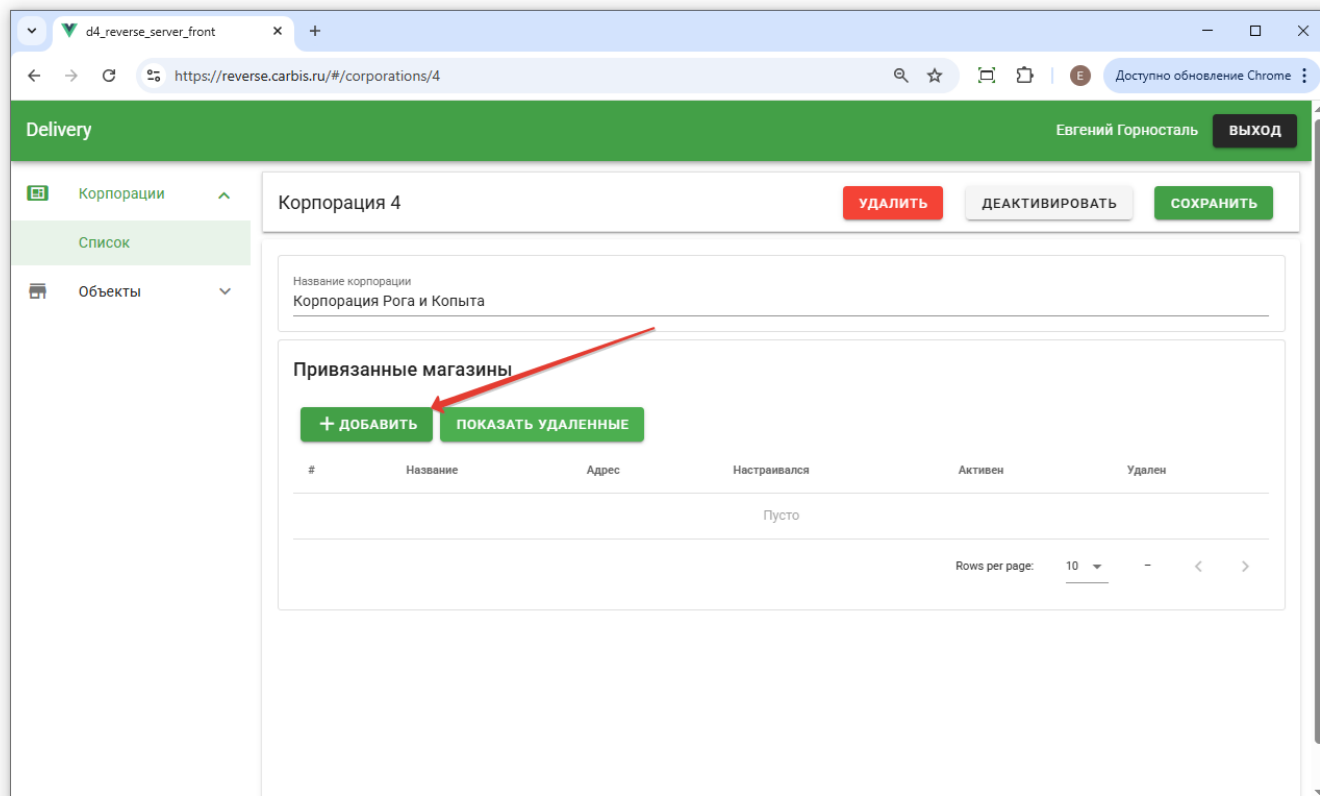 d4_reverse_server_front
https://reverse.carbis.ru/#/corporations/4
E
Доступно обновление Chrome
Delivery
Евгений Горносталь
ВЫХОД
Корпорации
Список
Объекты
Корпорация 4
УДАЛИТЬ
ДЕАКТИВИРОВАТЬ
СОХРАНИТЬ
Название корпорации
Корпорация Рога и Копыта
Привязанные магазины
+ ДОБАВИТЬ
ПОКАЗАТЬ УДАЛЕННЫЕ
# Название Адрес Настраивался Активен Удален
Пусто
Rows per page: 10 –